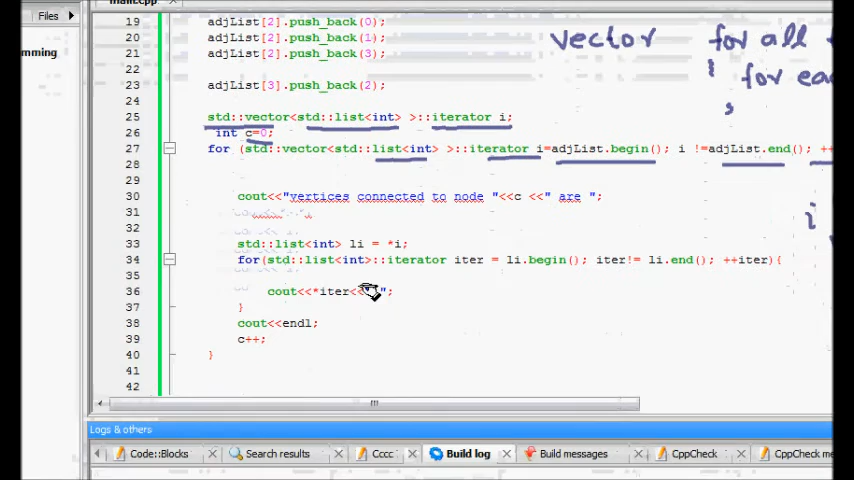 main.cpp
Files
mming
19 adjList[2].push_back(0);
20 adjList[2].push_back(1);
21 adjList[2].push_back(3);
22
23 adjList[3].push_back(2);
24
25 std::vector<std::list<int> >::iterator i;
26 int c=0;
27 for (std::vector<std::list<int> >::iterator i=adjList.begin(); i !=adjList.end(); ++
28
29
30 cout<<"vertices connected to node "<<c <<" are ";
31
32
33 std::list<int> li = *i;
34 for(std::list<int>::iterator iter = li.begin(); iter!= li.end(); ++iter){
35
36 cout<<*iter<<" ";
37 }
38 cout<<endl;
39 c++;
40 }
41
42
vector for all
{ for eac
}
i
Logs & others
Code::Blocks Search results Cccc Build log Build messages CppCheck CppCheck me